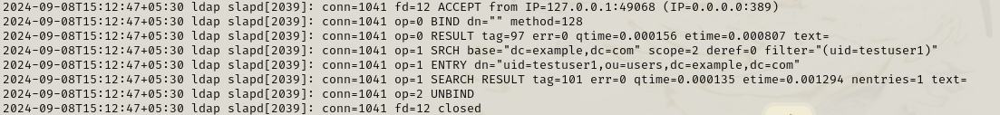 2024-09-08T15:12:47+05:30 ldap slapd[2039]: conn=1041 fd=12 ACCEPT from IP=127.0.0.1:49068 (IP=0.0.0.0:389)
2024-09-08T15:12:47+05:30 ldap slapd[2039]: conn=1041 op=0 BIND dn="" method=128
2024-09-08T15:12:47+05:30 ldap slapd[2039]: conn=1041 op=0 RESULT tag=97 err=0 qtime=0.000156 etime=0.000807 text=
2024-09-08T15:12:47+05:30 ldap slapd[2039]: conn=1041 op=1 SRCH base="dc=example,dc=com" scope=2 deref=0 filter="(uid=testuser1)"
2024-09-08T15:12:47+05:30 ldap slapd[2039]: conn=1041 op=1 ENTRY dn="uid=testuser1,ou=users,dc=example,dc=com"
2024-09-08T15:12:47+05:30 ldap slapd[2039]: conn=1041 op=1 SEARCH RESULT tag=101 err=0 qtime=0.000135 etime=0.001294 nentries=1 text=
2024-09-08T15:12:47+05:30 ldap slapd[2039]: conn=1041 op=2 UNBIND
2024-09-08T15:12:47+05:30 ldap slapd[2039]: conn=1041 fd=12 closed